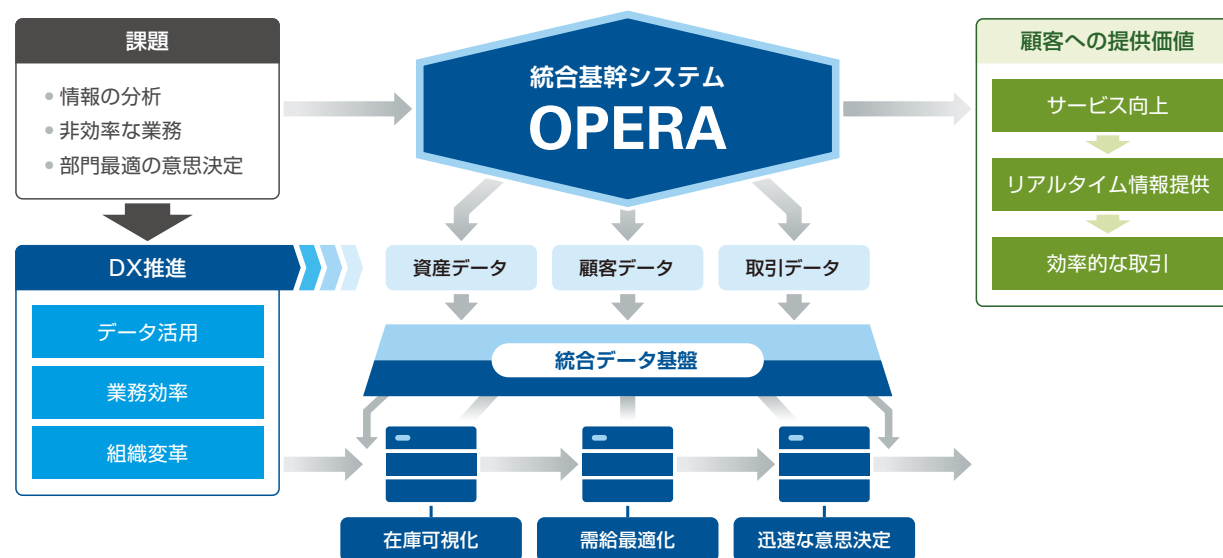 課題
• 情報の分析
• 非効率な業務
• 部門最適の意思決定
DX推進
データ活用
業務効率
組織変革
統合基幹システム
OPERA
資産データ
顧客データ
取引データ
統合データ基盤
在庫可視化
需給最適化
迅速な意思決定
顧客への提供価値
サービス向上
リアルタイム情報提供
効率的な取引